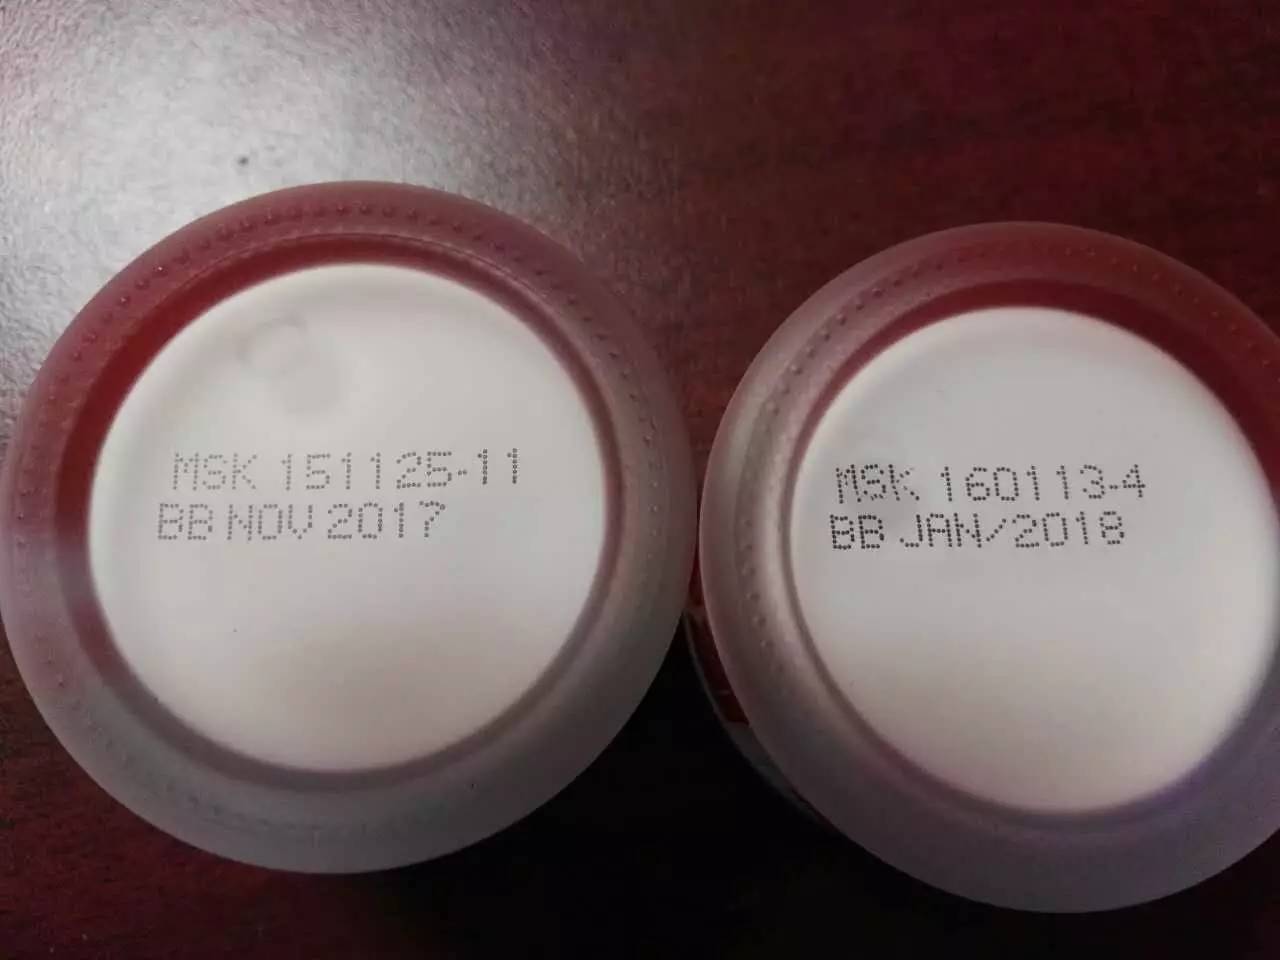 MSK 151125-11
BB NOV 2017
MSK 160113-4
BB JAN/2018